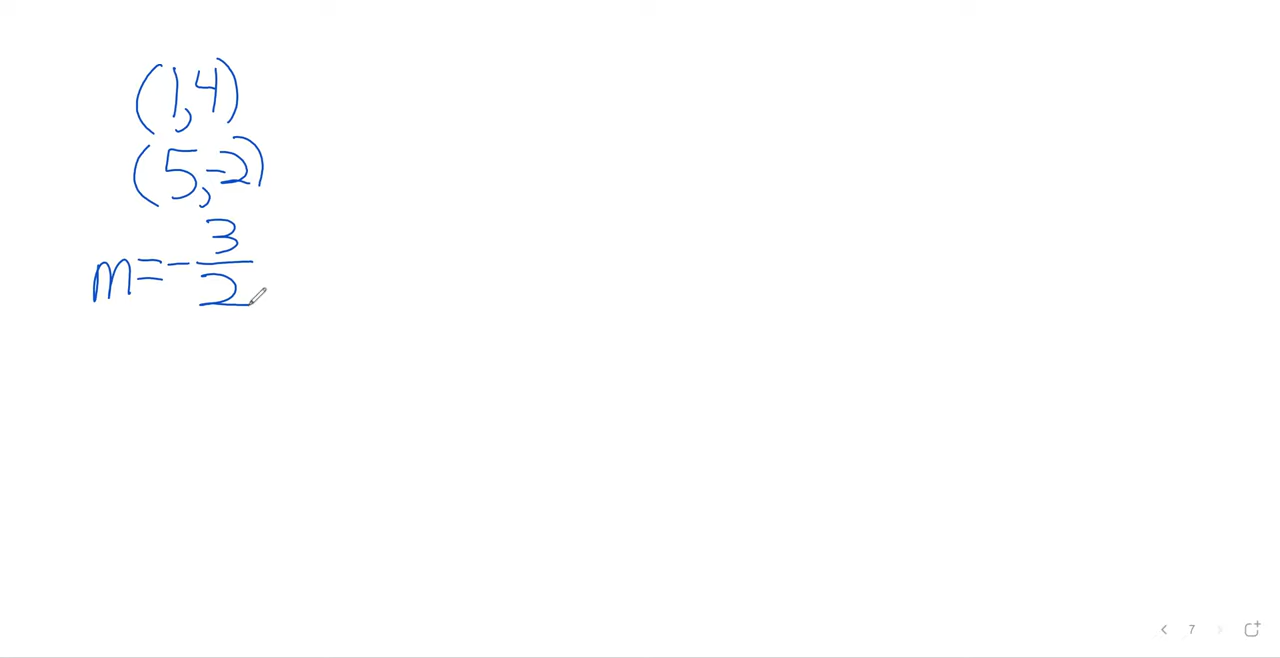 (1,4)
(5,-2)
m=-3/2
7